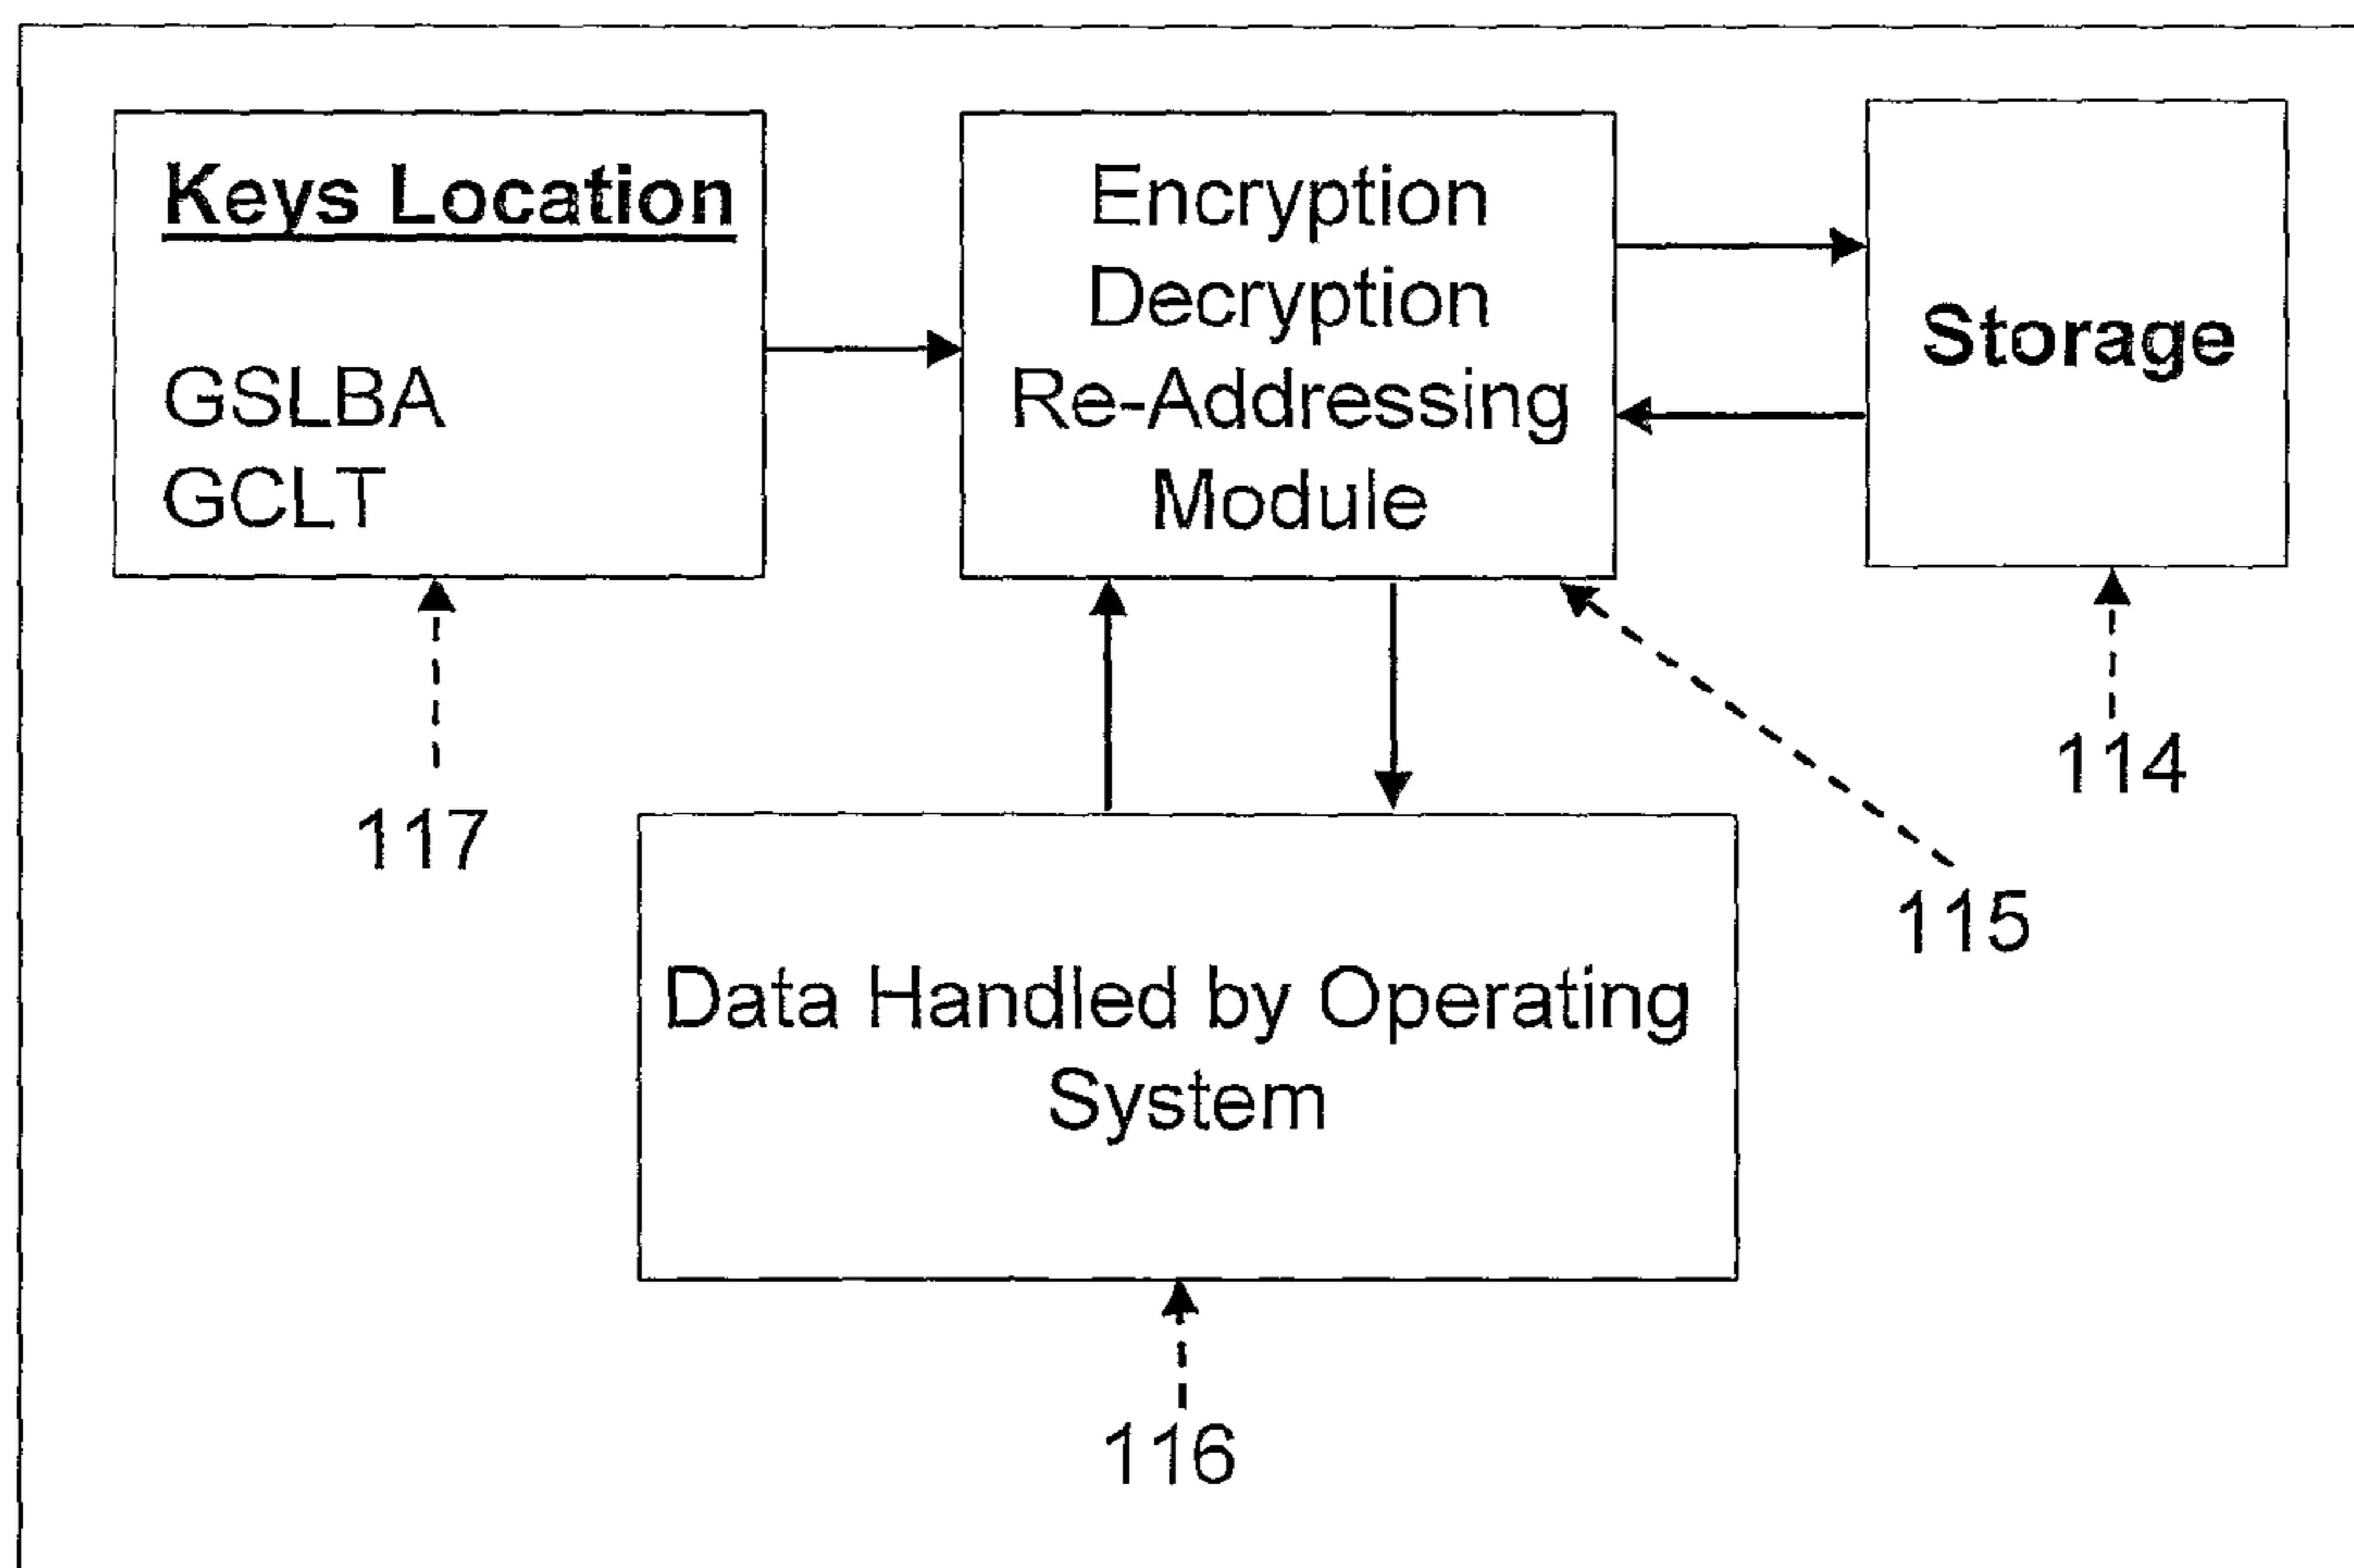 Keys Location
GSLBA
GCLT
Encryption
Decryption
Re-Addressing
Module
Storage
117
114
115
Data Handled by Operating
System
116